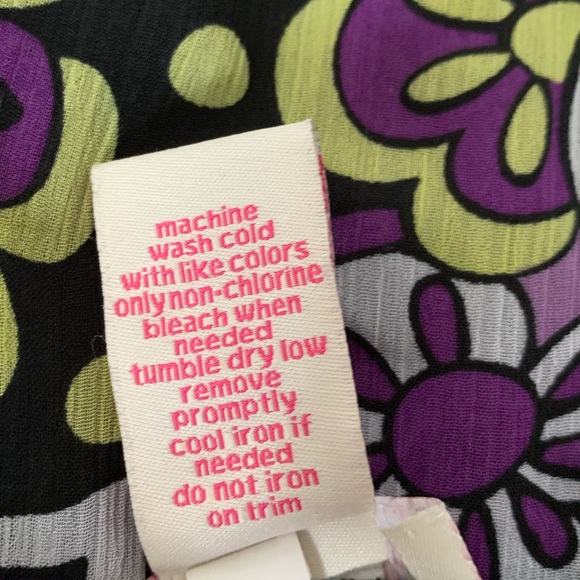 machine
wash cold
with like colors
only non-chlorine
bleach when
needed
tumble dry low
remove
promptly
cool iron if
needed
do not iron
on trim